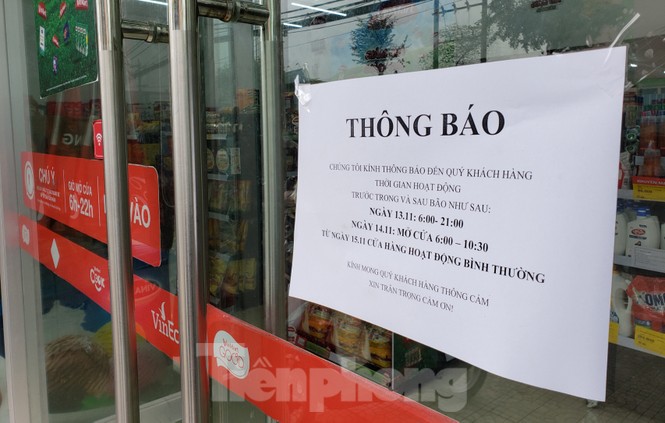 THÔNG BÁO
CHÚNG TÔI KÍNH THÔNG BÁO ĐẾN QUÝ KHÁCH HÀNG
THỜI GIAN HOẠT ĐỘNG
TRƯỚC TRONG VÀ SAU BÃO NHƯ SAU:
NGÀY 13.11: 6:00- 21:00
NGÀY 14.11: MỞ CỬA 6:00 – 10:30
TỪ NGÀY 15.11 CỬA HÀNG HOẠT ĐỘNG BÌNH THƯỜNG
KÍNH MONG QUÝ KHÁCH HÀNG THÔNG CẢM
XIN TRÂN TRỌNG CẢM ƠN!
CHÚ Ý
GIỜ MỞ CỬA
6h-22h
VÀO
VinEc
Tiền phong